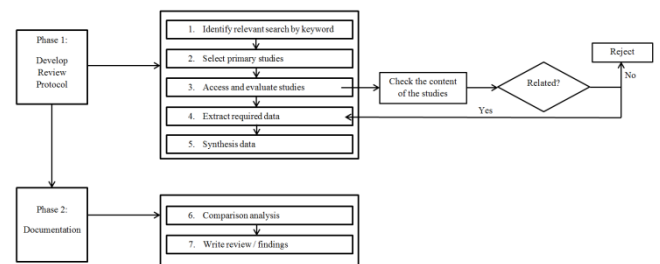 Phase 1:
Develop
Review
Protocol
1. Identify relevant search by keyword
2. Select primary studies
3. Access and evaluate studies
4. Extract required data
5. Synthesis data
Check the content
of the studies
Related?
Reject
No
Yes
Phase 2:
Documentation
6. Comparison analysis
7. Write review / findings